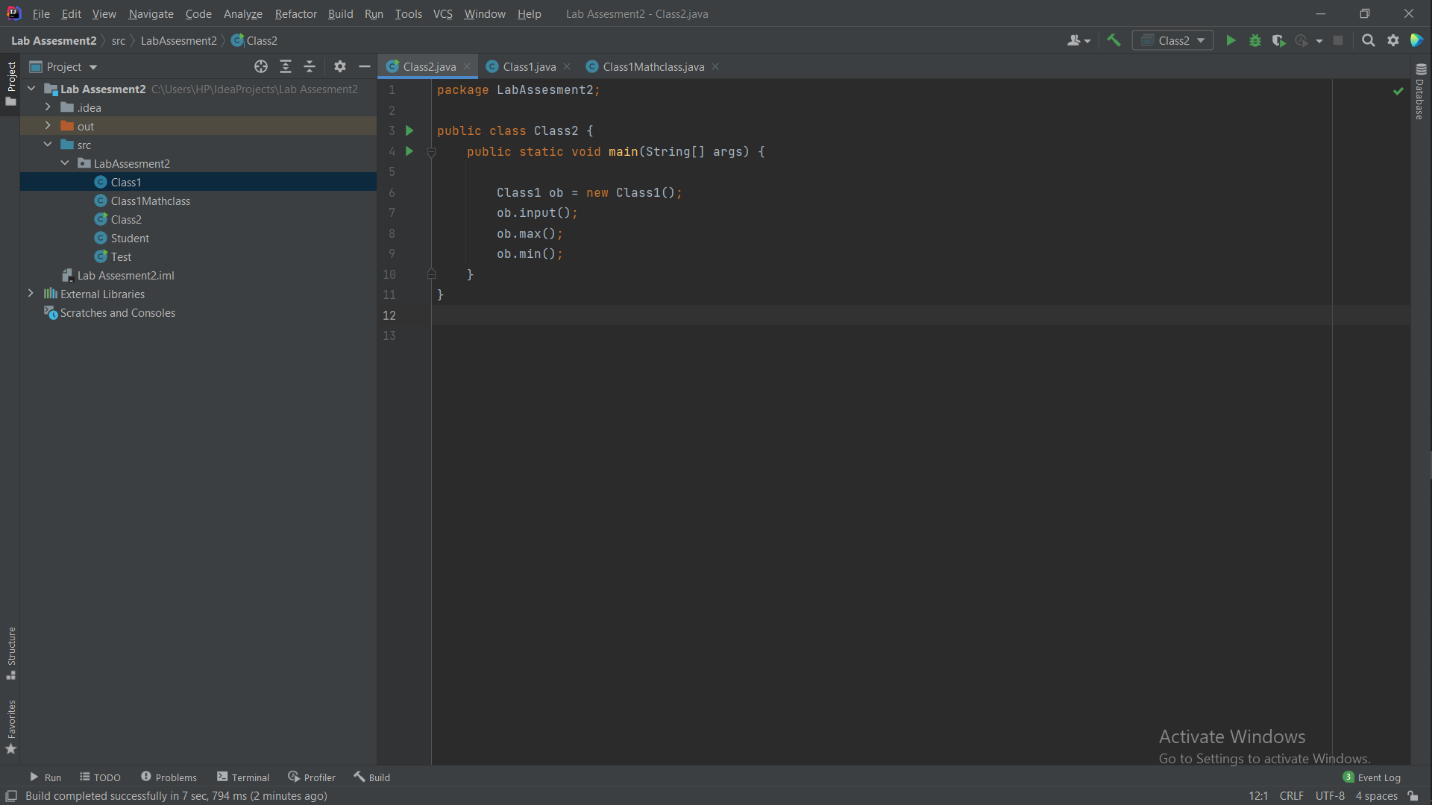 File Edit View Navigate Code Analyze Refactor Build Run Tools VCS Window Help Lab Assesment2 - Class2.java
Lab Assesment2 src LabAssesment2 Class2
Class2
Project
Project
Class2.java
Class1.java
Class1Mathclass.java
Lab Assesment2 C:\Users\HP\IdeaProjects\Lab Assesment2
.idea
out
src
LabAssesment2
Class1
Class1Mathclass
Class2
Student
Test
Lab Assesment2.iml
External Libraries
Scratches and Consoles
1 package LabAssesment2;
2
3 public class Class2 {
4 public static void main(String[] args) {
5
6 Class1 ob = new Class1();
7 ob.input();
8 ob.max();
9 ob.min();
10 }
11 }
12
13
Database
Structure
Favorites
Activate Windows
Go to Settings to activate Windows.
Run TODO Problems Terminal Profiler Build
3 Event Log
Build completed successfully in 7 sec, 794 ms (2 minutes ago)
12:1 CRLF UTF-8 4 spaces